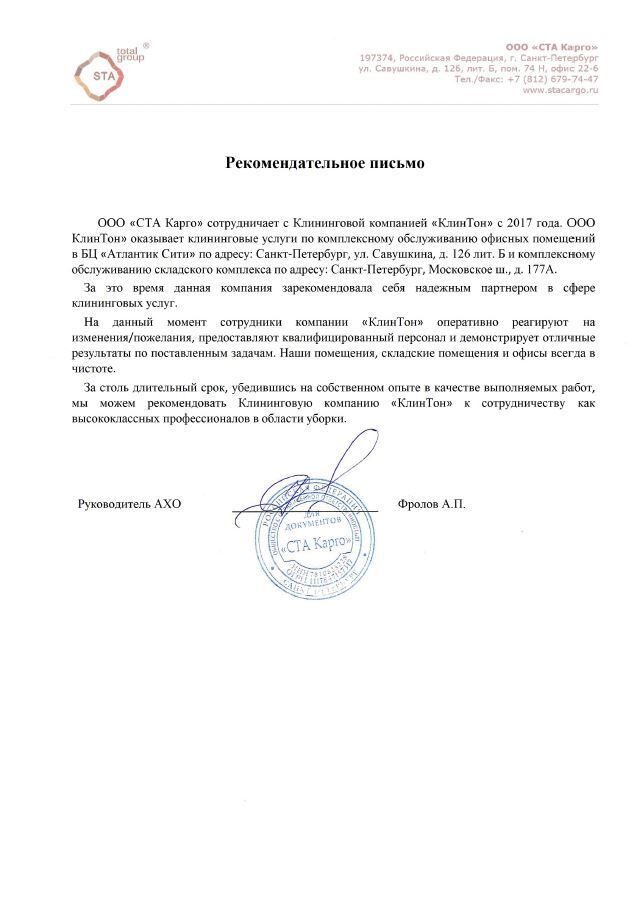 total
group
®
STA
ООО «СТА Карго»
197374, Российская Федерация, г. Санкт-Петербург
ул. Савушкина, д. 126, лит. Б, пом. 74 Н, офис 22-6
Тел./Факс: +7 (812) 679-74-47
www.stacargo.ru
Рекомендательное письмо
ООО «СТА Карго» сотрудничает с Клининговой компанией «КлинТон» с 2017 года. ООО
КлинТон» оказывает клининговые услуги по комплексному обслуживанию офисных помещений
в БЦ «Атлантик Сити» по адресу: Санкт-Петербург, ул. Савушкина, д. 126 лит. Б и комплексному
обслуживанию складского комплекса по адресу: Санкт-Петербург, Московское ш., д. 177А.
За это время данная компания зарекомендовала себя надежным партнером в сфере
клининговых услуг.
На данный момент сотрудники компании «КлинТон» оперативно реагируют на
изменения/пожелания, предоставляют квалифицированный персонал и демонстрирует отличные
результаты по поставленным задачам. Наши помещения, складские помещения и офисы всегда в
чистоте.
За столь длительный срок, убедившись на собственном опыте в качестве выполняемых работ,
мы можем рекомендовать Клининговую компанию «КлинТон» к сотрудничеству как
высококлассных профессионалов в области уборки.
Руководитель АХО
Фролов А.П.
РОССИЙСКАЯ ФЕДЕРАЦИЯ
ДЛЯ
ДОКУМЕНТОВ
«СТА Карго»
САНКТ-ПЕТЕРБУРГ